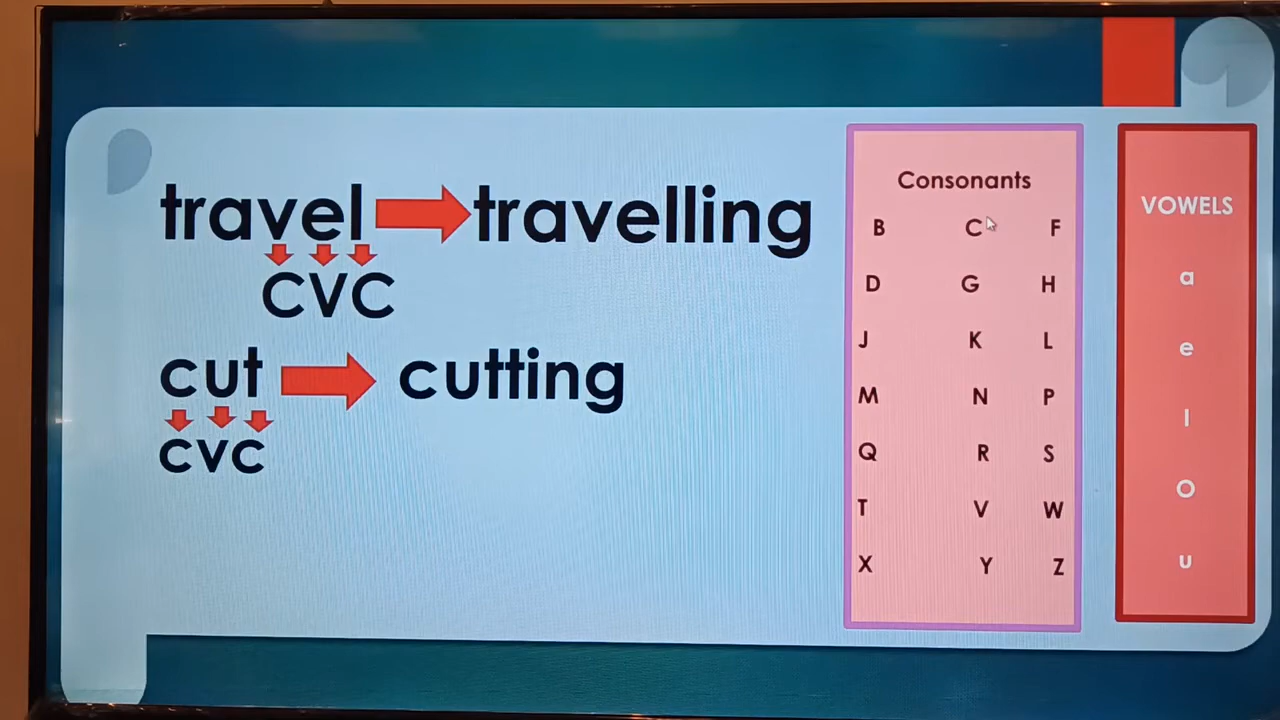 travel travelling
CVC
cut cutting
cvc
Consonants
B C F
D G H
J K L
M N P
Q R S
T V W
X Y Z
VOWELS
a
e
I
O
u